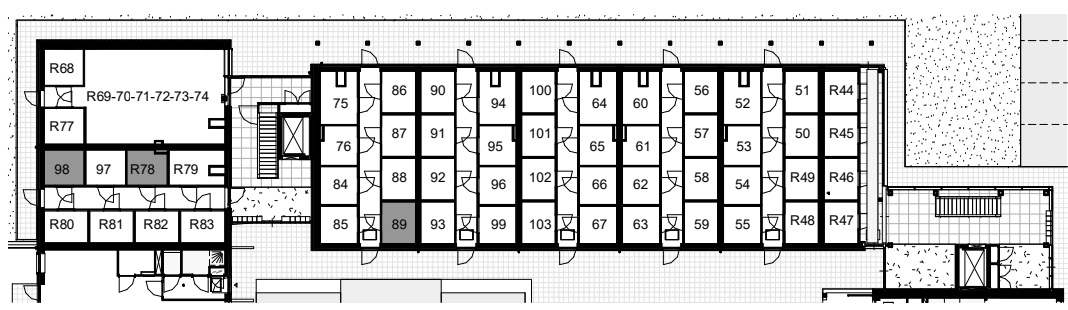 R68
R69-70-71-72-73-74
R77
98 97 R78 R79
R80 R81 R82 R83
75 86 90 94 100 64 60 56 52 51 R44
76 87 91 95 101 65 61 57 53 50 R45
84 88 92 96 102 66 62 58 54 R49 R46
85 89 93 99 103 67 63 59 55 R48 R47